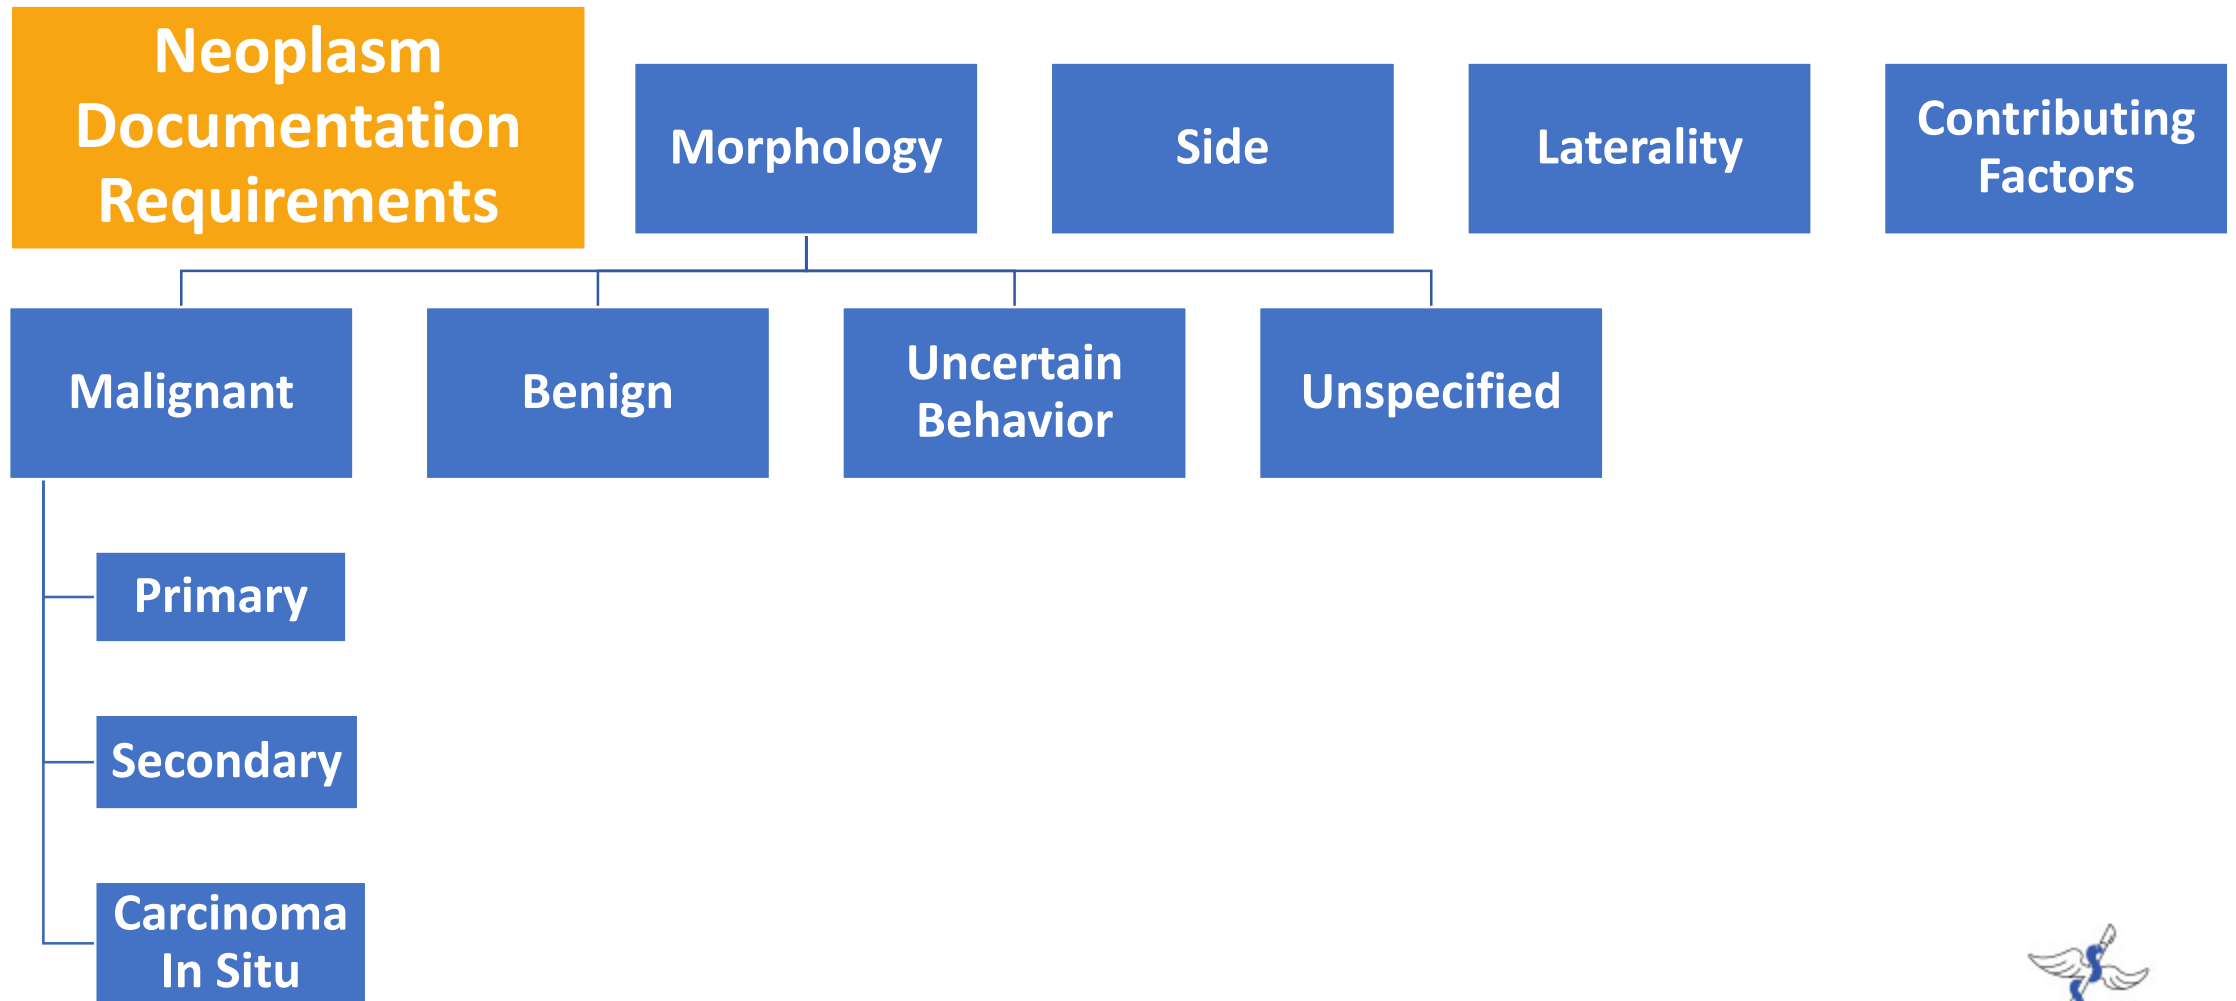 Neoplasm
Documentation
Requirements
Morphology
Side
Laterality
Contributing
Factors
Malignant
Benign
Uncertain
Behavior
Unspecified
Primary
Secondary
Carcinoma
In Situ